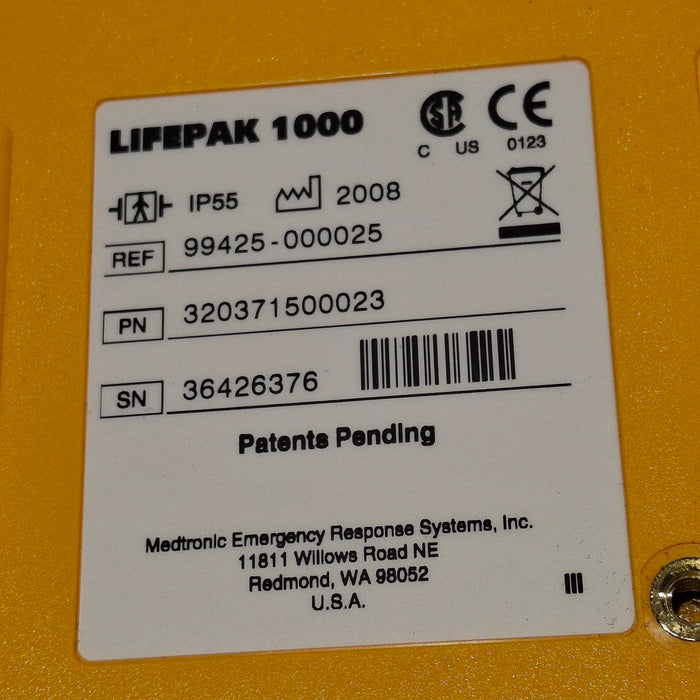 LIFEPAK 1000
C US
0123
IP55 2008
REF 99425-000025
PN 320371500023
SN 36426376
Patents Pending
Medtronic Emergency Response Systems, Inc.
11811 Willows Road NE
Redmond, WA 98052
U.S.A.